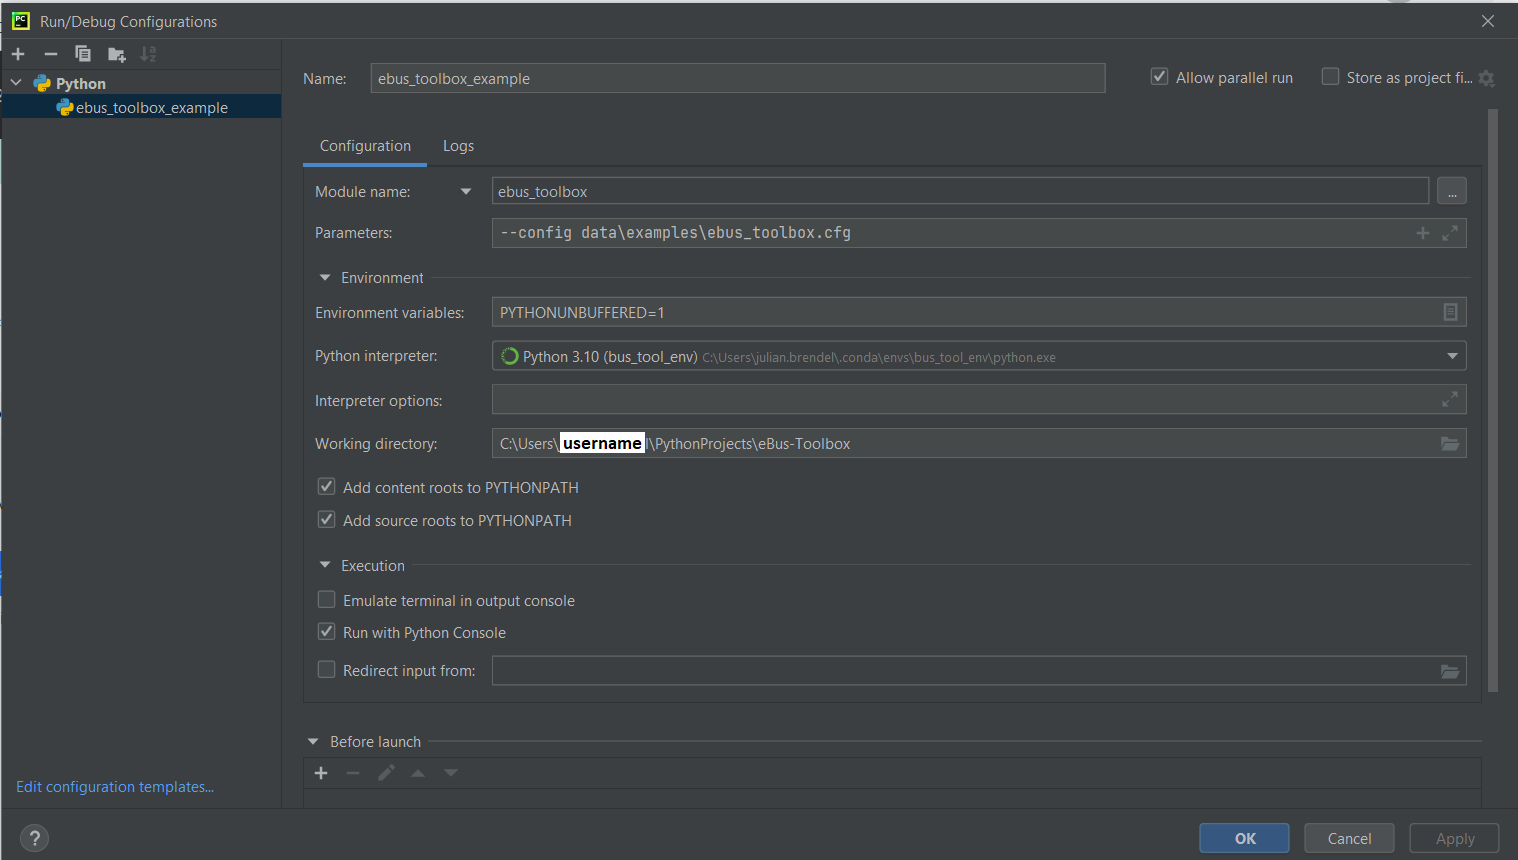 PC
Run/Debug Configurations
Python
ebus_toolbox_example
Edit configuration templates...
Name: ebus_toolbox_example
Allow parallel run
Store as project fi...
Configuration Logs
Module name: ebus_toolbox ...
Parameters: --config data\examples\ebus_toolbox.cfg
Environment
Environment variables: PYTHONUNBUFFERED=1
Python interpreter: Python 3.10 (bus_tool_env) C:\Users\julian.brendel\.conda\envs\bus_tool_env\python.exe
Interpreter options:
Working directory: C:\Users\username l\PythonProjects\eBus-Toolbox
Add content roots to PYTHONPATH
Add source roots to PYTHONPATH
Execution
Emulate terminal in output console
Run with Python Console
Redirect input from:
Before launch
? OK Cancel Apply